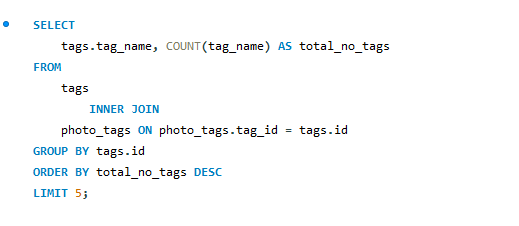 SELECT
tags.tag_name, COUNT(tag_name) AS total_no_tags
FROM
tags
INNER JOIN
photo_tags ON photo_tags.tag_id = tags.id
GROUP BY tags.id
ORDER BY total_no_tags DESC
LIMIT 5;